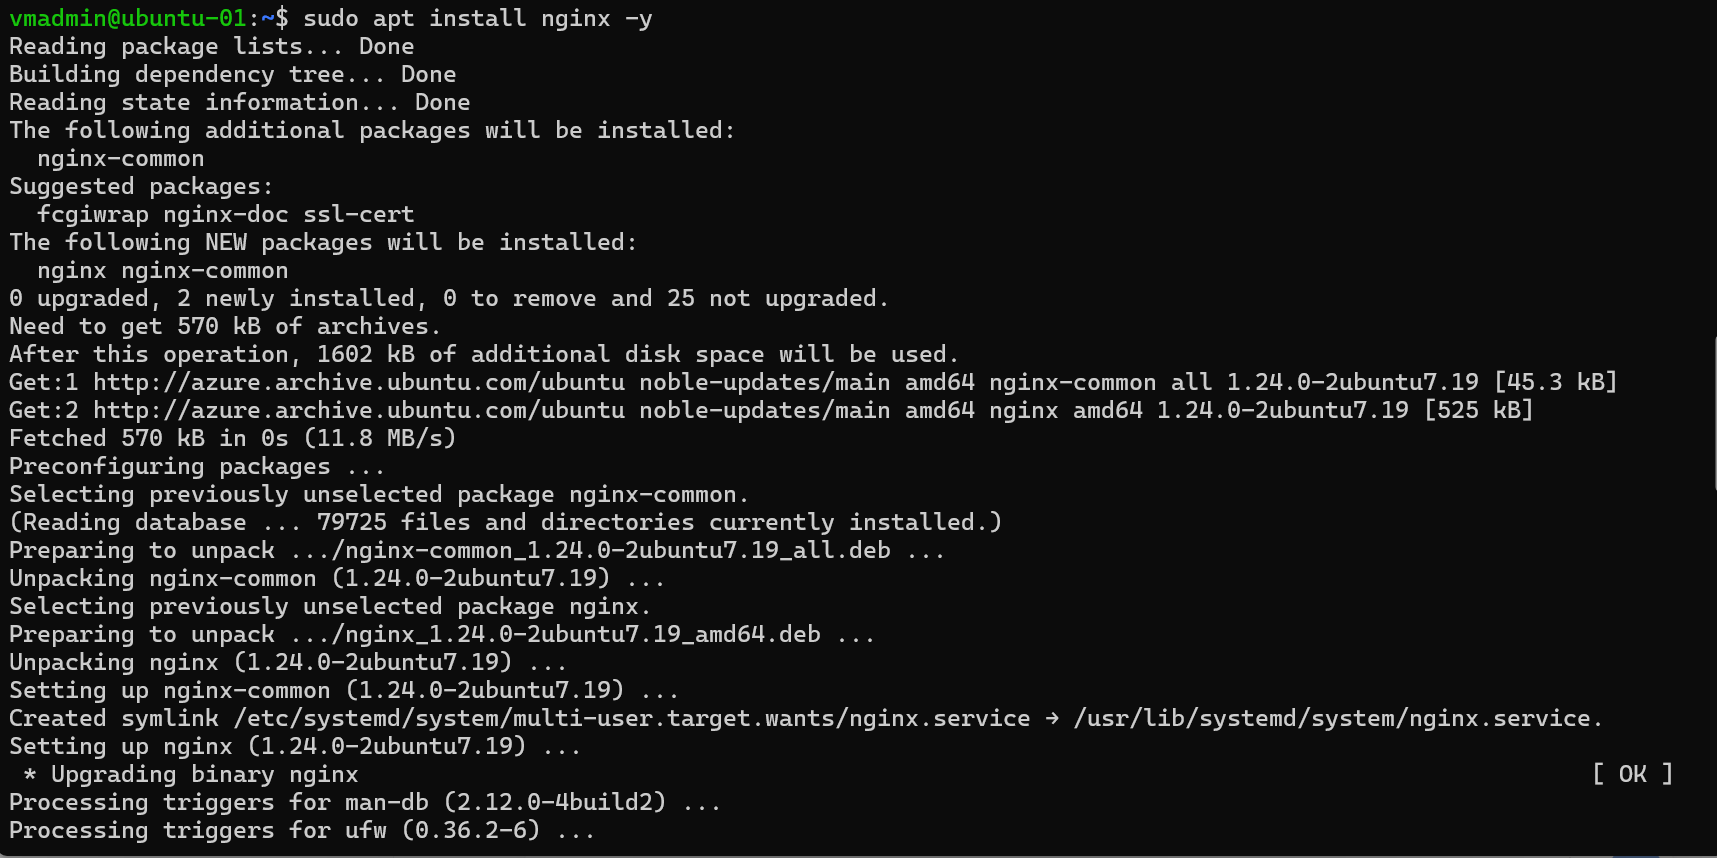 vmadmin@ubuntu-01:~$ sudo apt install nginx -y
Reading package lists... Done
Building dependency tree... Done
Reading state information... Done
The following additional packages will be installed:
  nginx-common
Suggested packages:
  fcgiwrap nginx-doc ssl-cert
The following NEW packages will be installed:
  nginx nginx-common
0 upgraded, 2 newly installed, 0 to remove and 25 not upgraded.
Need to get 570 kB of archives.
After this operation, 1602 kB of additional disk space will be used.
Get:1 http://azure.archive.ubuntu.com/ubuntu noble-updates/main amd64 nginx-common all 1.24.0-2ubuntu7.19 [45.3 kB]
Get:2 http://azure.archive.ubuntu.com/ubuntu noble-updates/main amd64 nginx amd64 1.24.0-2ubuntu7.19 [525 kB]
Fetched 570 kB in 0s (11.8 MB/s)
Preconfiguring packages ...
Selecting previously unselected package nginx-common.
(Reading database ... 79725 files and directories currently installed.)
Preparing to unpack .../nginx-common_1.24.0-2ubuntu7.19_all.deb ...
Unpacking nginx-common (1.24.0-2ubuntu7.19) ...
Selecting previously unselected package nginx.
Preparing to unpack .../nginx_1.24.0-2ubuntu7.19_amd64.deb ...
Unpacking nginx (1.24.0-2ubuntu7.19) ...
Setting up nginx-common (1.24.0-2ubuntu7.19) ...
Created symlink /etc/systemd/system/multi-user.target.wants/nginx.service → /usr/lib/systemd/system/nginx.service.
Setting up nginx (1.24.0-2ubuntu7.19) ...
 * Upgrading binary nginx [ OK ]
Processing triggers for man-db (2.12.0-4build2) ...
Processing triggers for ufw (0.36.2-6) ...